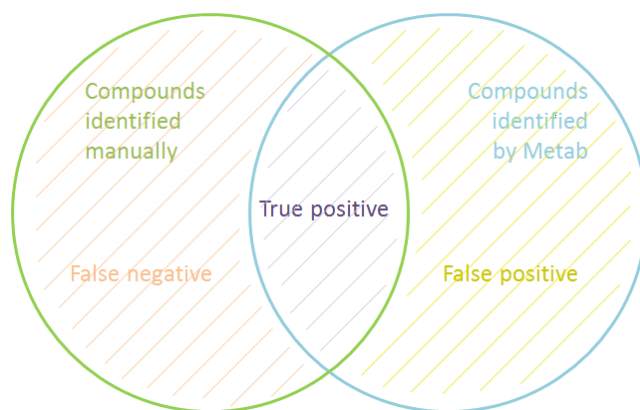 Compounds
identified
manually
Compounds
identified
by Metab
True positive
False negative
False positive